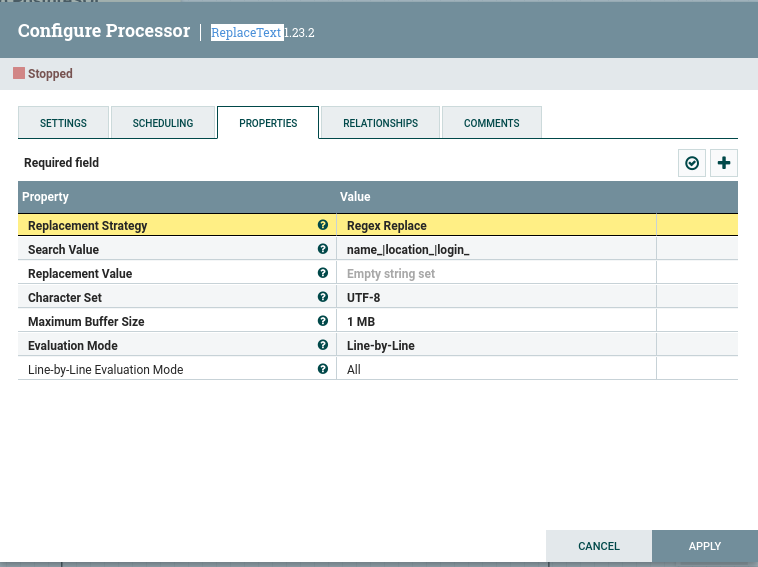 Configure Processor | ReplaceText 1.23.2
Stopped
SETTINGS SCHEDULING PROPERTIES RELATIONSHIPS COMMENTS
Required field
Property Value
Replacement Strategy Regex Replace
Search Value name_|location_|login_
Replacement Value Empty string set
Character Set UTF-8
Maximum Buffer Size 1 MB
Evaluation Mode Line-by-Line
Line-by-Line Evaluation Mode All
CANCEL APPLY